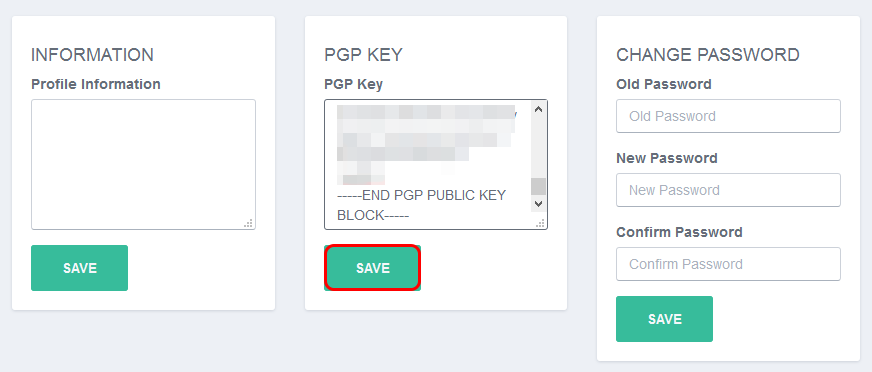 INFORMATION
Profile Information
SAVE
PGP KEY
PGP Key
-----END PGP PUBLIC KEY
BLOCK-----
SAVE
CHANGE PASSWORD
Old Password
Old Password
New Password
New Password
Confirm Password
Confirm Password
SAVE